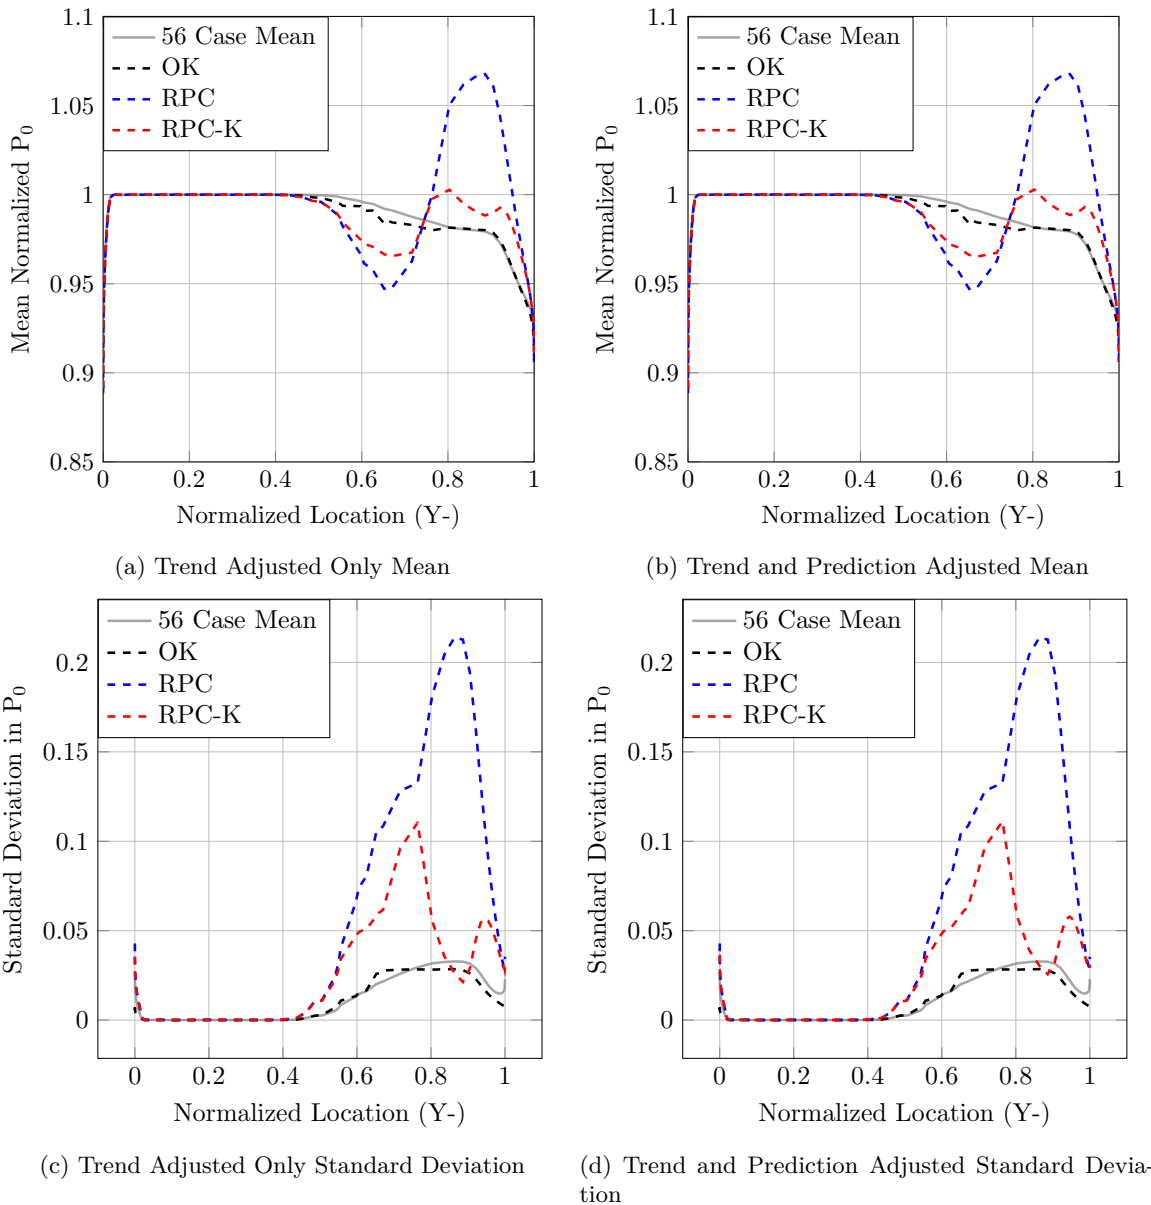 1.1
1.05
1
0.95
0.9
0.85
Mean Normalized P0
56 Case Mean
OK
RPC
RPC-K
0 0.2 0.4 0.6 0.8 1
Normalized Location (Y-)
(a) Trend Adjusted Only Mean
1.1
1.05
1
0.95
0.9
0.85
Mean Normalized P0
56 Case Mean
OK
RPC
RPC-K
0 0.2 0.4 0.6 0.8 1
Normalized Location (Y-)
(b) Trend and Prediction Adjusted Mean
0.2
0.15
0.1
0.05
0
Standard Deviation in P0
56 Case Mean
OK
RPC
RPC-K
0 0.2 0.4 0.6 0.8 1
Normalized Location (Y-)
(c) Trend Adjusted Only Standard Deviation
0.2
0.15
0.1
0.05
0
Standard Deviation in P0
56 Case Mean
OK
RPC
RPC-K
0 0.2 0.4 0.6 0.8 1
Normalized Location (Y-)
(d) Trend and Prediction Adjusted Standard Devia-
tion